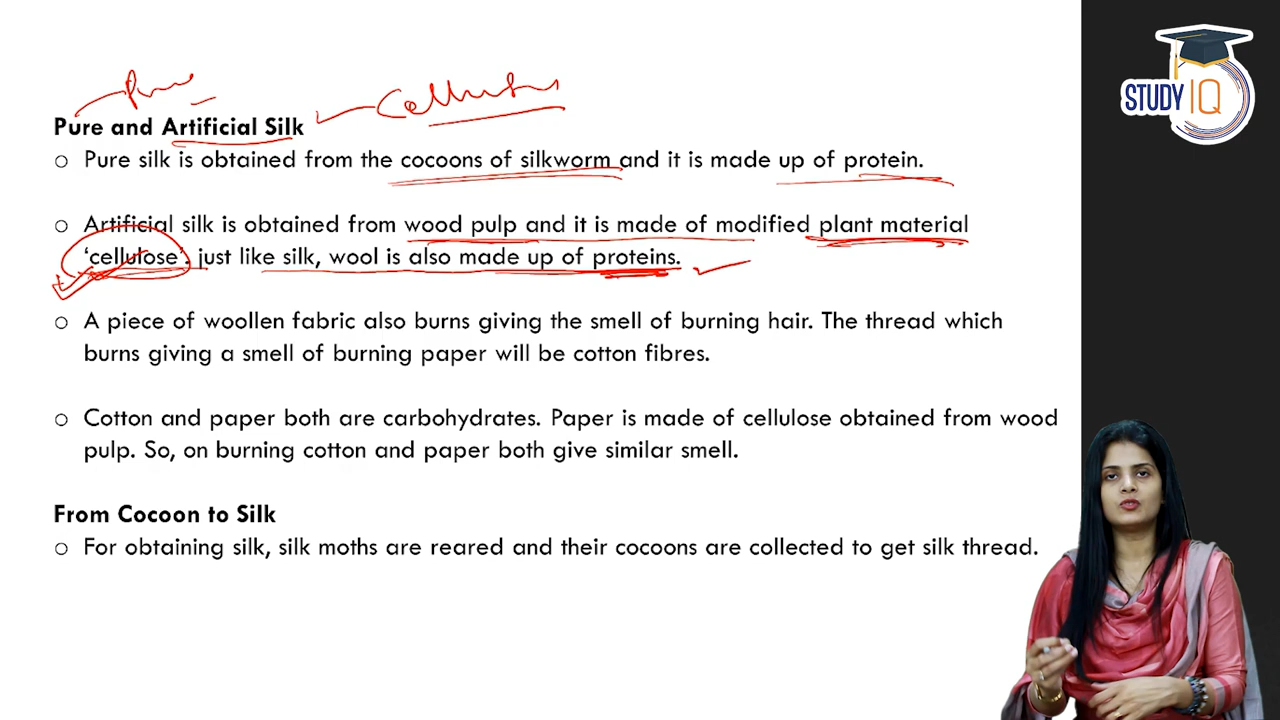 Pure
Cellulose
Pure and Artificial Silk
○ Pure silk is obtained from the cocoons of silkworm and it is made up of protein.
○ Artificial silk is obtained from wood pulp and it is made of modified plant material
‘cellulose’. just like silk, wool is also made up of proteins.
○ A piece of woollen fabric also burns giving the smell of burning hair. The thread which
burns giving a smell of burning paper will be cotton fibres.
○ Cotton and paper both are carbohydrates. Paper is made of cellulose obtained from wood
pulp. So, on burning cotton and paper both give similar smell.
From Cocoon to Silk
○ For obtaining silk, silk moths are reared and their cocoons are collected to get silk thread.
STUDY IQ